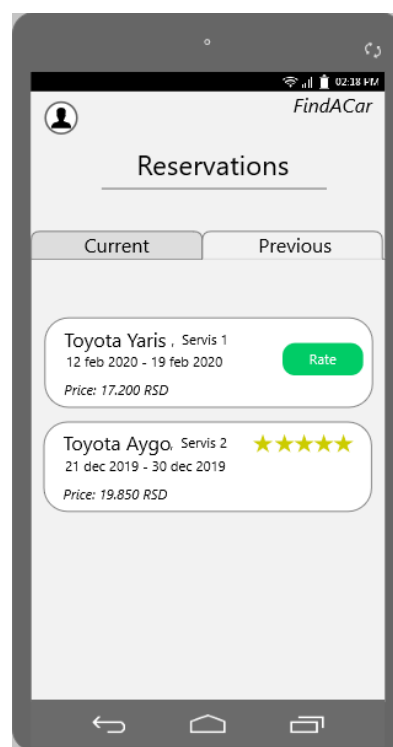 02:18 PM
FindACar
Reservations
Current Previous
Toyota Yaris , Servis 1
12 feb 2020 - 19 feb 2020
Rate
Price: 17.200 RSD
Toyota Aygo, Servis 2
21 dec 2019 - 30 dec 2019
Price: 19.850 RSD